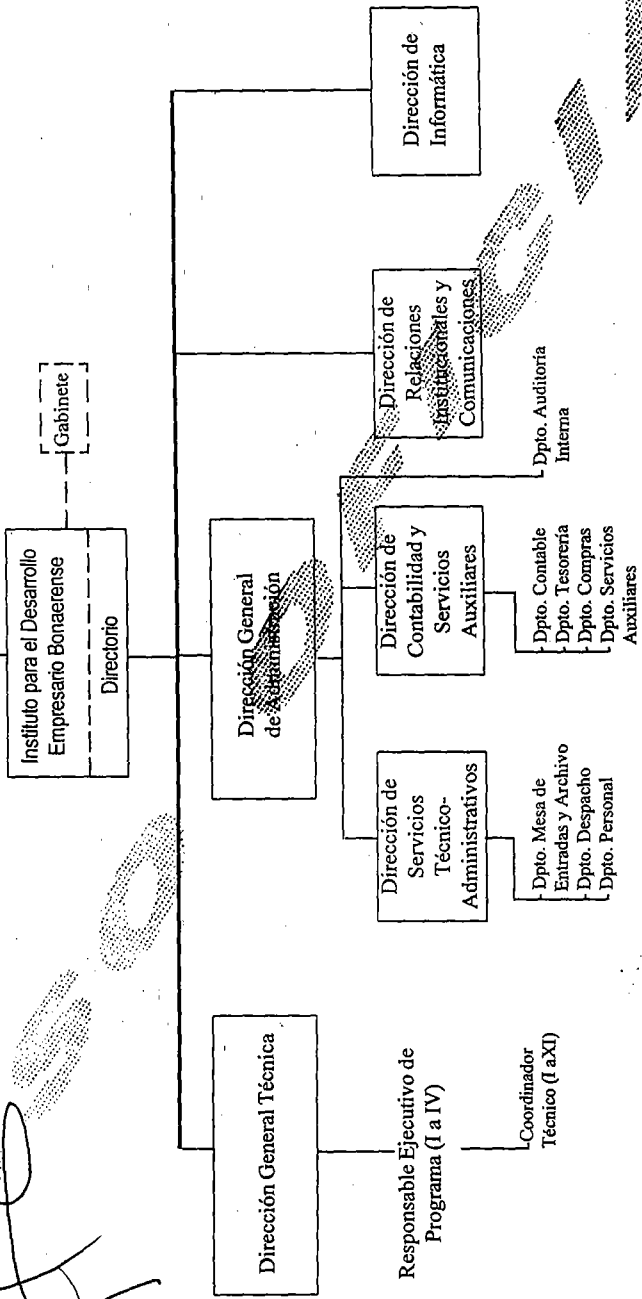 Instituto para el Desarrollo
Empresario Bonaerense
Directorio
Gabinete
Dirección General Técnica
Responsable Ejecutivo de
Programa (I a IV)
Coordinador
Técnico (I aXI)
Dirección General
de Administración
Dirección de
Servicios
Técnico-
Administrativos
Dpto. Mesa de
Entradas y Archivo
Dpto. Despacho
Dpto. Personal
Dirección de
Contabilidad y
Servicios
Auxiliares
Dpto. Contable
Dpto. Tesorería
Dpto. Compras
Dpto. Servicios
Auxiliares
Dpto. Auditoría
Interna
Dirección de
Relaciones
Institucionales y
Comunicaciones
Dirección de
Informática